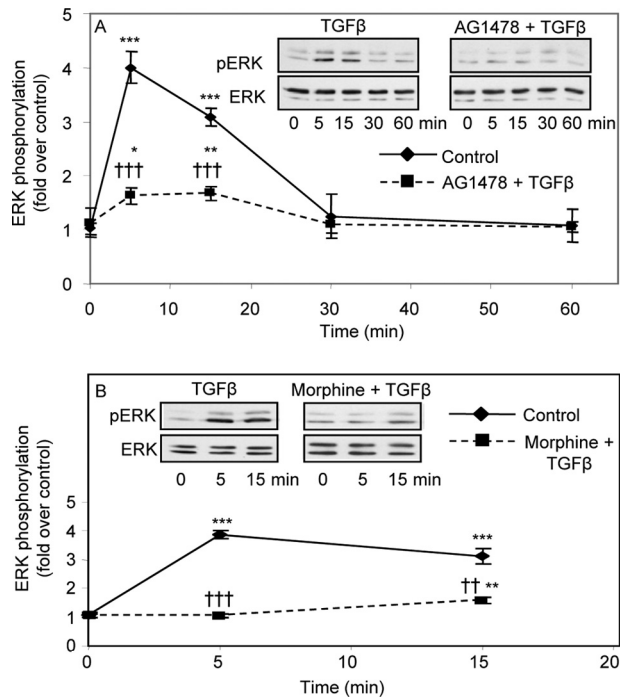 A
TGFβ
AG1478 + TGFβ
pERK
ERK
0 5 15 30 60 min
0 5 15 30 60 min
ERK phosphorylation
(fold over control)
5
4
3
2
1
0
***
***
*
**
†††
†††
Control
AG1478 + TGFβ
0 10 20 30 40 50 60
Time (min)
B
TGFβ
Morphine + TGFβ
pERK
ERK
0 5 15 min
0 5 15 min
Control
Morphine +
TGFβ
ERK phosphorylation
(fold over control)
5
4
3
2
1
0
***
***
†††
†† **
0 5 10 15 20
Time (min)